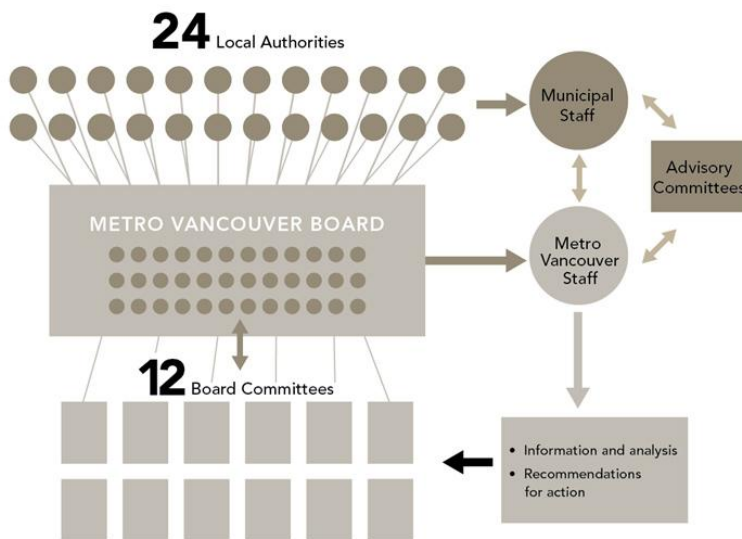 24 Local Authorities
Municipal
Staff
Advisory
Committees
METRO VANCOUVER BOARD
Metro
Vancouver
Staff
12 Board Committees
• Information and analysis
• Recommendations
for action